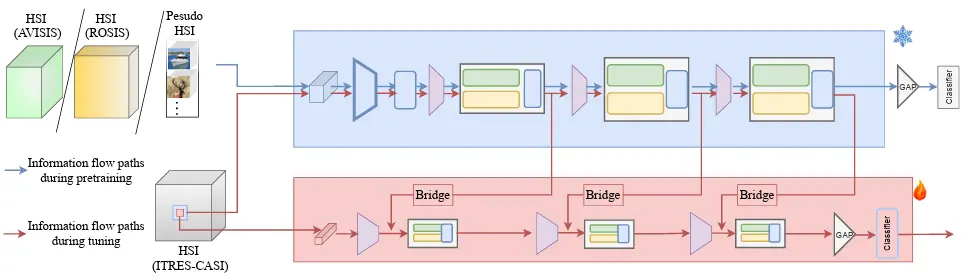 HSI
(AVISIS)
HSI
(ROSIS)
Pesudo
HSI
GAP
Classifier
Information flow paths
during pretraining
Bridge
Bridge
Bridge
Information flow paths
during tuning
HSI
(ITRES-CASI)
GAP
Classifier